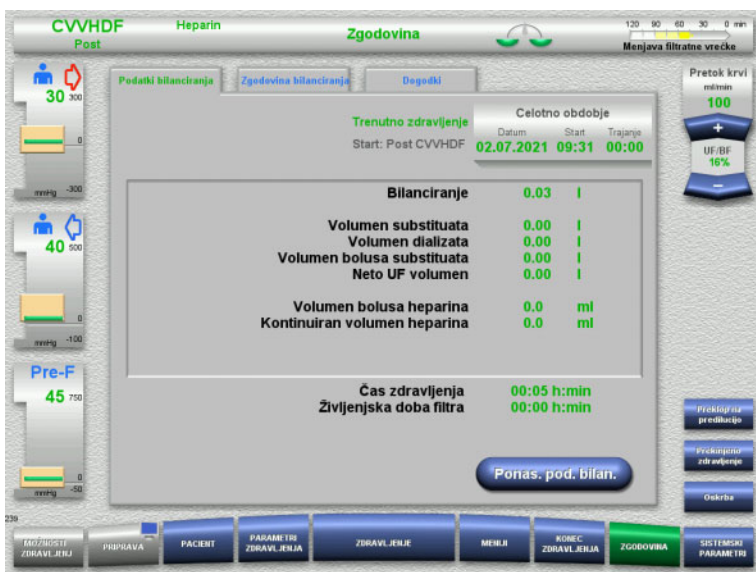 CVVHDF
Post
Heparin
Zgodovina
120 90 60 30 0 min
Menjava filtratne vrečke
30
300
0
mmHg -300
40
500
0
mmHg -100
Pre-F
45
750
0
mmHg -50
Podatki bilanciranja
Zgodovina bilanciranja
Dogodki
Trenutno zdravljenje
Start: Post CVVHDF
Celotno obdobje
Datum Start Trajanje
02.07.2021 09:31 00:00
Bilanciranje 0.03 l
Volumen substituata 0.00 l
Volumen dializata 0.00 l
Volumen bolusa substituata 0.00 l
Neto UF volumen 0.00 l
Volumen bolusa heparina 0.0 ml
Kontinuiran volumen heparina 0.0 ml
Čas zdravljenja 00:05 h:min
Življenjska doba filtra 00:00 h:min
Ponas. pod. bilan.
Pretok krvi
ml/min
100
+
UF/BF
16%
–
Preklop na
predilucijo
Prekinjeno
zdravljenje
Oskrba
239
MOŽNOSTI
ZDRAVLJENJ
PRIPRAVA
PACIENT
PARAMETRI
ZDRAVLJENJA
ZDRAVLJENJE
MENIJI
KONEC
ZDRAVLJENJA
ZGODOVINA
SISTEMSKI
PARAMETRI